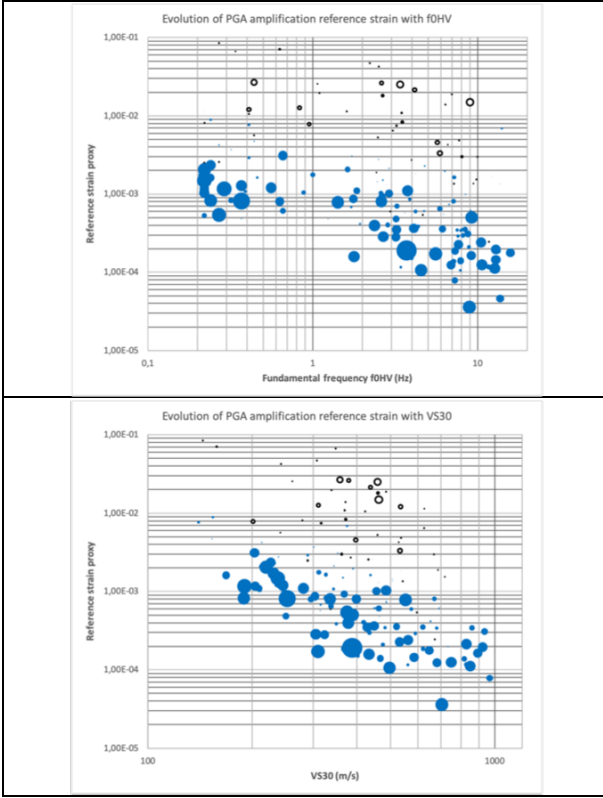 Evolution of PGA amplification reference strain with f0HV
1,00E-01
1,00E-02
1,00E-03
1,00E-04
1,00E-05
Reference strain proxy
0,1
1
10
Fundamental frequency f0HV (Hz)
Evolution of PGA amplification reference strain with VS30
1,00E-01
1,00E-02
1,00E-03
1,00E-04
1,00E-05
Reference strain proxy
100
1000
VS30 (m/s)